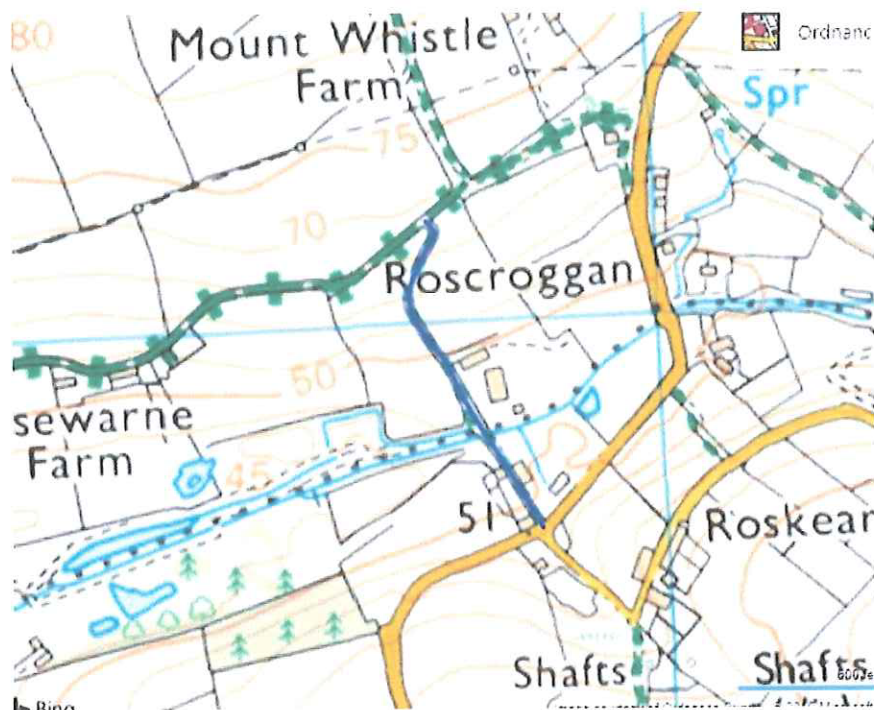 80
Mount Whistle
Farm
Ordnanc
Spr
75
70
Roscroggan
50
sewarne
Farm
45
51
Roskear
Shafts
Shafts
Bing